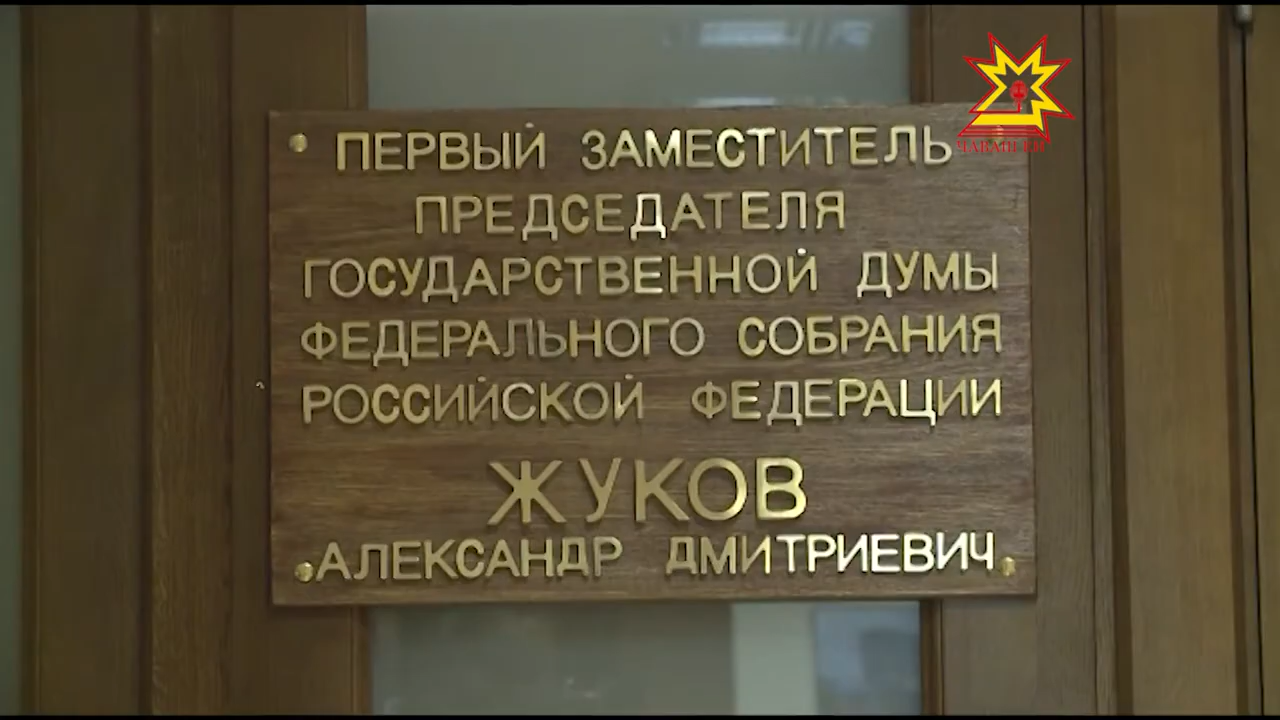 ПЕРВЫЙ ЗАМЕСТИТЕЛЬ
ПРЕДСЕДАТЕЛЯ
ГОСУДАРСТВЕННОЙ ДУМЫ
ФЕДЕРАЛЬНОГО СОБРАНИЯ
РОССИЙСКОЙ ФЕДЕРАЦИИ
ЖУКОВ
АЛЕКСАНДР ДМИТРИЕВИЧ